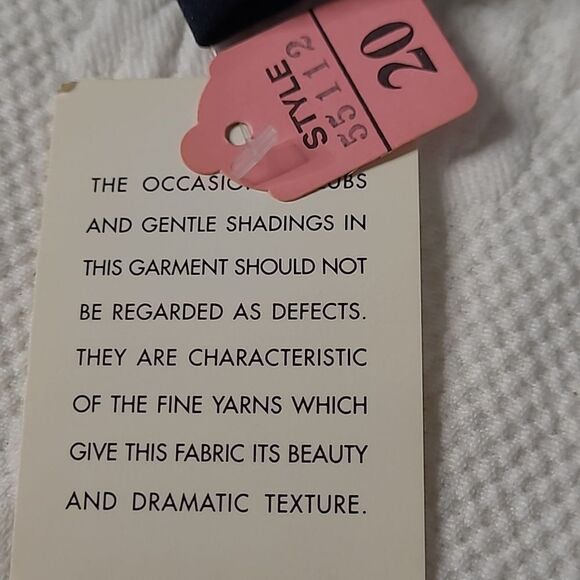 20
STYLE
55112
THE OCCASIO
AND GENTLE SHADINGS IN
THIS GARMENT SHOULD NOT
BE REGARDED AS DEFECTS.
THEY ARE CHARACTERISTIC
OF THE FINE YARNS WHICH
GIVE THIS FABRIC ITS BEAUTY
AND DRAMATIC TEXTURE.